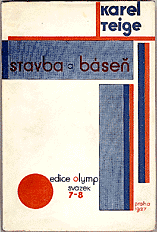 karel
teige
stavba a báseň
edice olymp
svazek
7-8
praha
1927